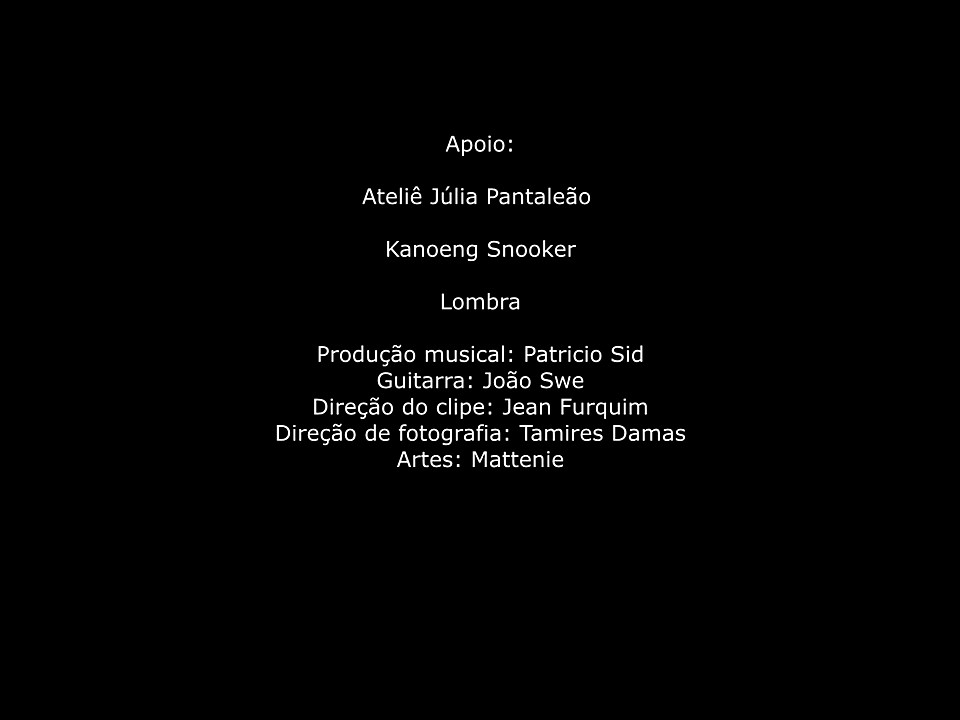 Apoio:
Ateliê Júlia Pantaleão
Kanoeng Snooker
Lombra
Produção musical: Patricio Sid
Guitarra: João Swe
Direção do clipe: Jean Furquim
Direção de fotografia: Tamires Damas
Artes: Mattenie